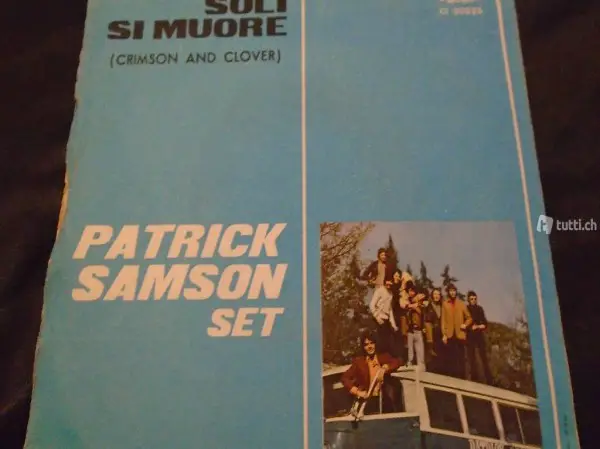 SOLI
SI MUORE
(CRIMSON AND CLOVER)
PATRICK
SAMSON
SET
tutti.ch